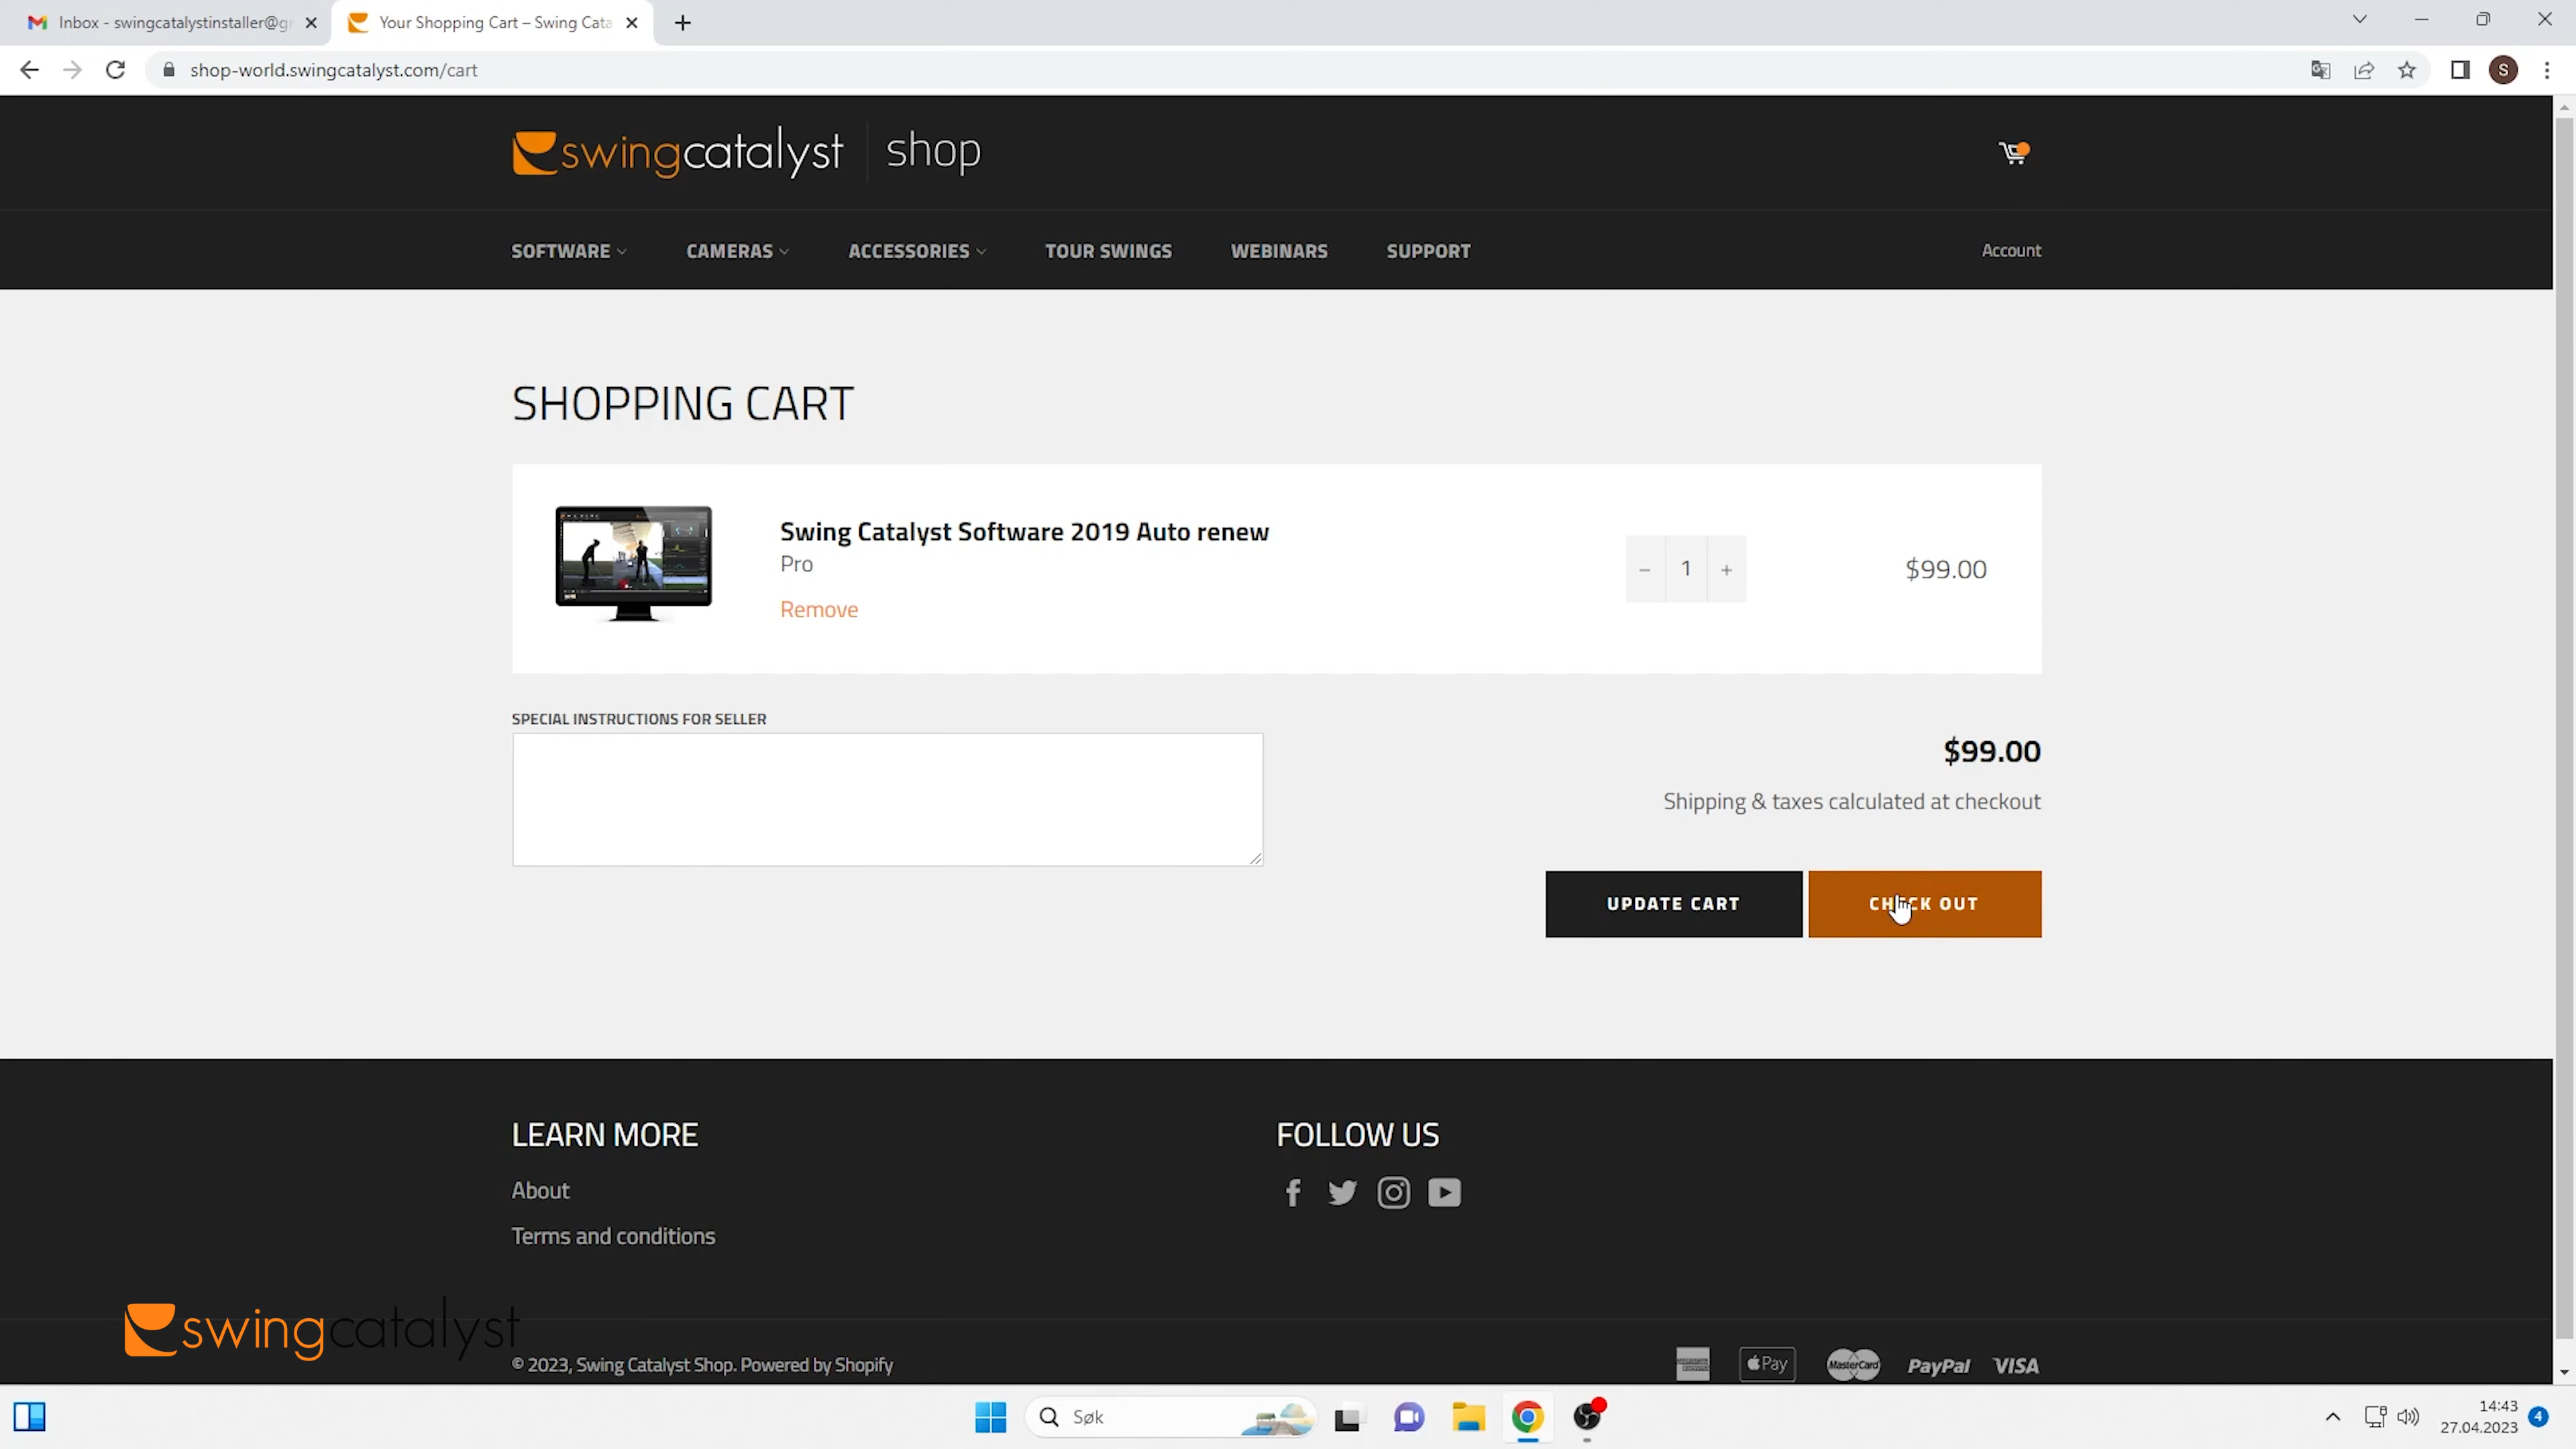 Inbox - swingcatalystinstaller@gr
Your Shopping Cart – Swing Cata
shop-world.swingcatalyst.com/cart
S
swingcatalyst shop
SOFTWARE CAMERAS ACCESSORIES TOUR SWINGS WEBINARS SUPPORT Account
SHOPPING CART
Swing Catalyst Software 2019 Auto renew
Pro
Remove
− 1 + $99.00
SPECIAL INSTRUCTIONS FOR SELLER
$99.00
Shipping & taxes calculated at checkout
UPDATE CART CHECK OUT
LEARN MORE
About
Terms and conditions
FOLLOW US
swingcatalyst
© 2023, Swing Catalyst Shop. Powered by Shopify
Pay MasterCard PayPal VISA
Søk
14:43
27.04.2023
4